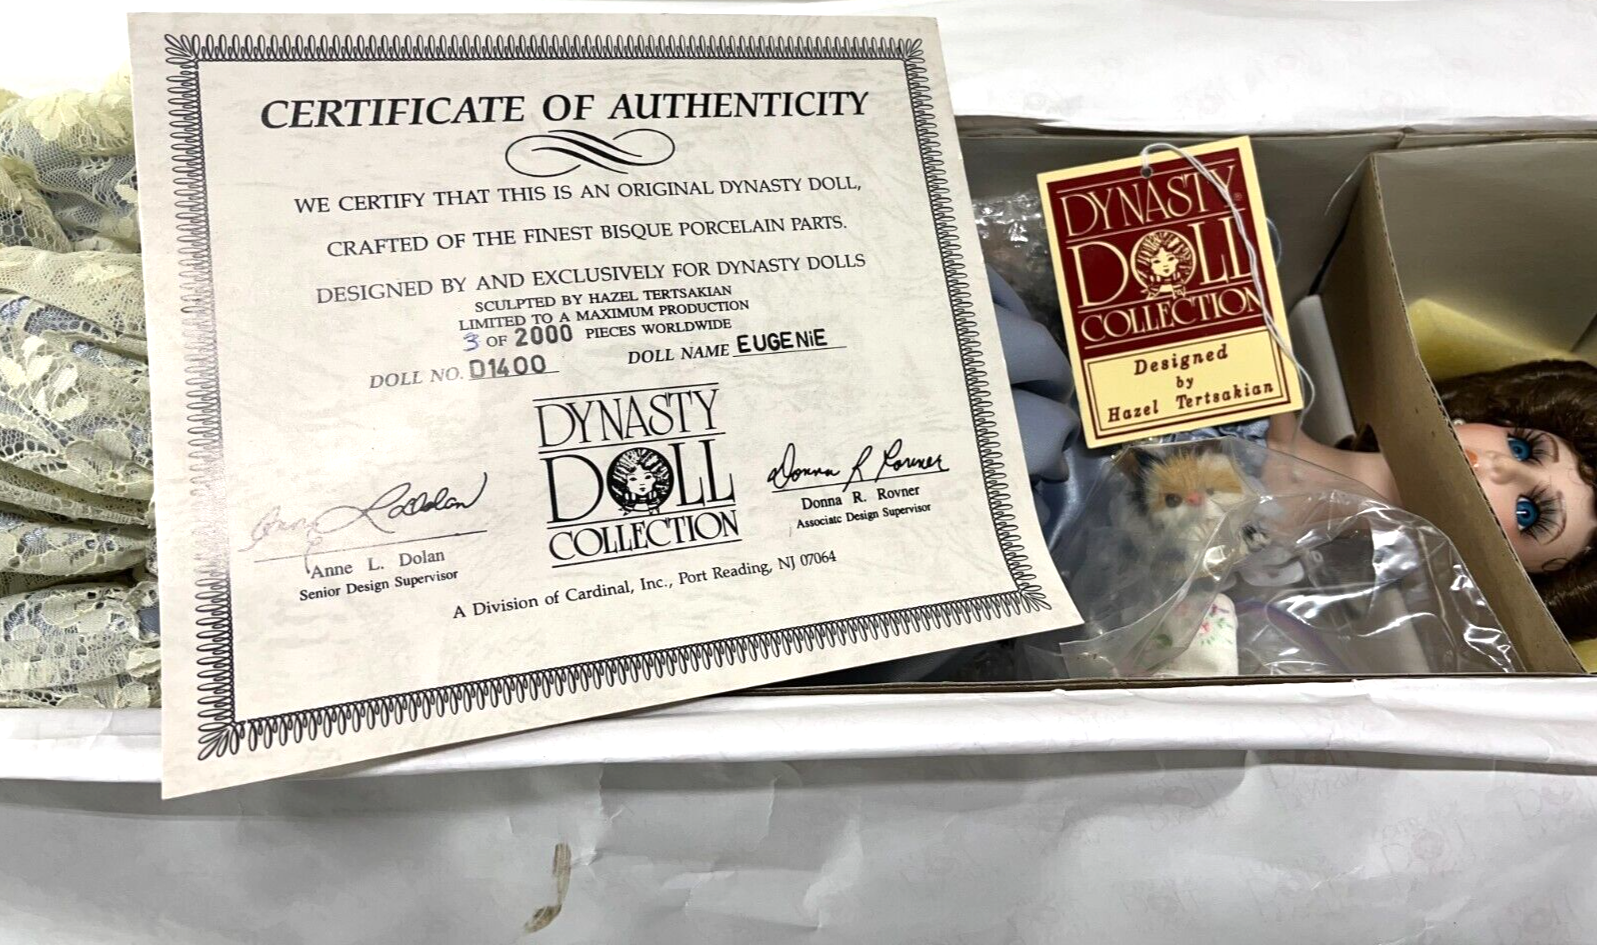 CERTIFICATE OF AUTHENTICITY
WE CERTIFY THAT THIS IS AN ORIGINAL DYNASTY DOLL,
CRAFTED OF THE FINEST BISQUE PORCELAIN PARTS.
DESIGNED BY AND EXCLUSIVELY FOR DYNASTY DOLLS
SCULPTED BY HAZEL TERTSAKIAN
LIMITED TO A MAXIMUM PRODUCTION
3 OF 2000 PIECES WORLDWIDE
DOLL NO. D1400 DOLL NAME EUGENiE
DYNASTY
DOLL
COLLECTION
Anne L Dolan
Anne L. Dolan
Senior Design Supervisor
Donna R Rovner
Donna R. Rovner
Associate Design Supervisor
A Division of Cardinal, Inc., Port Reading, NJ 07064
DYNASTY®
DOLL
COLLECTION
Designed
by
Hazel Tertsakian